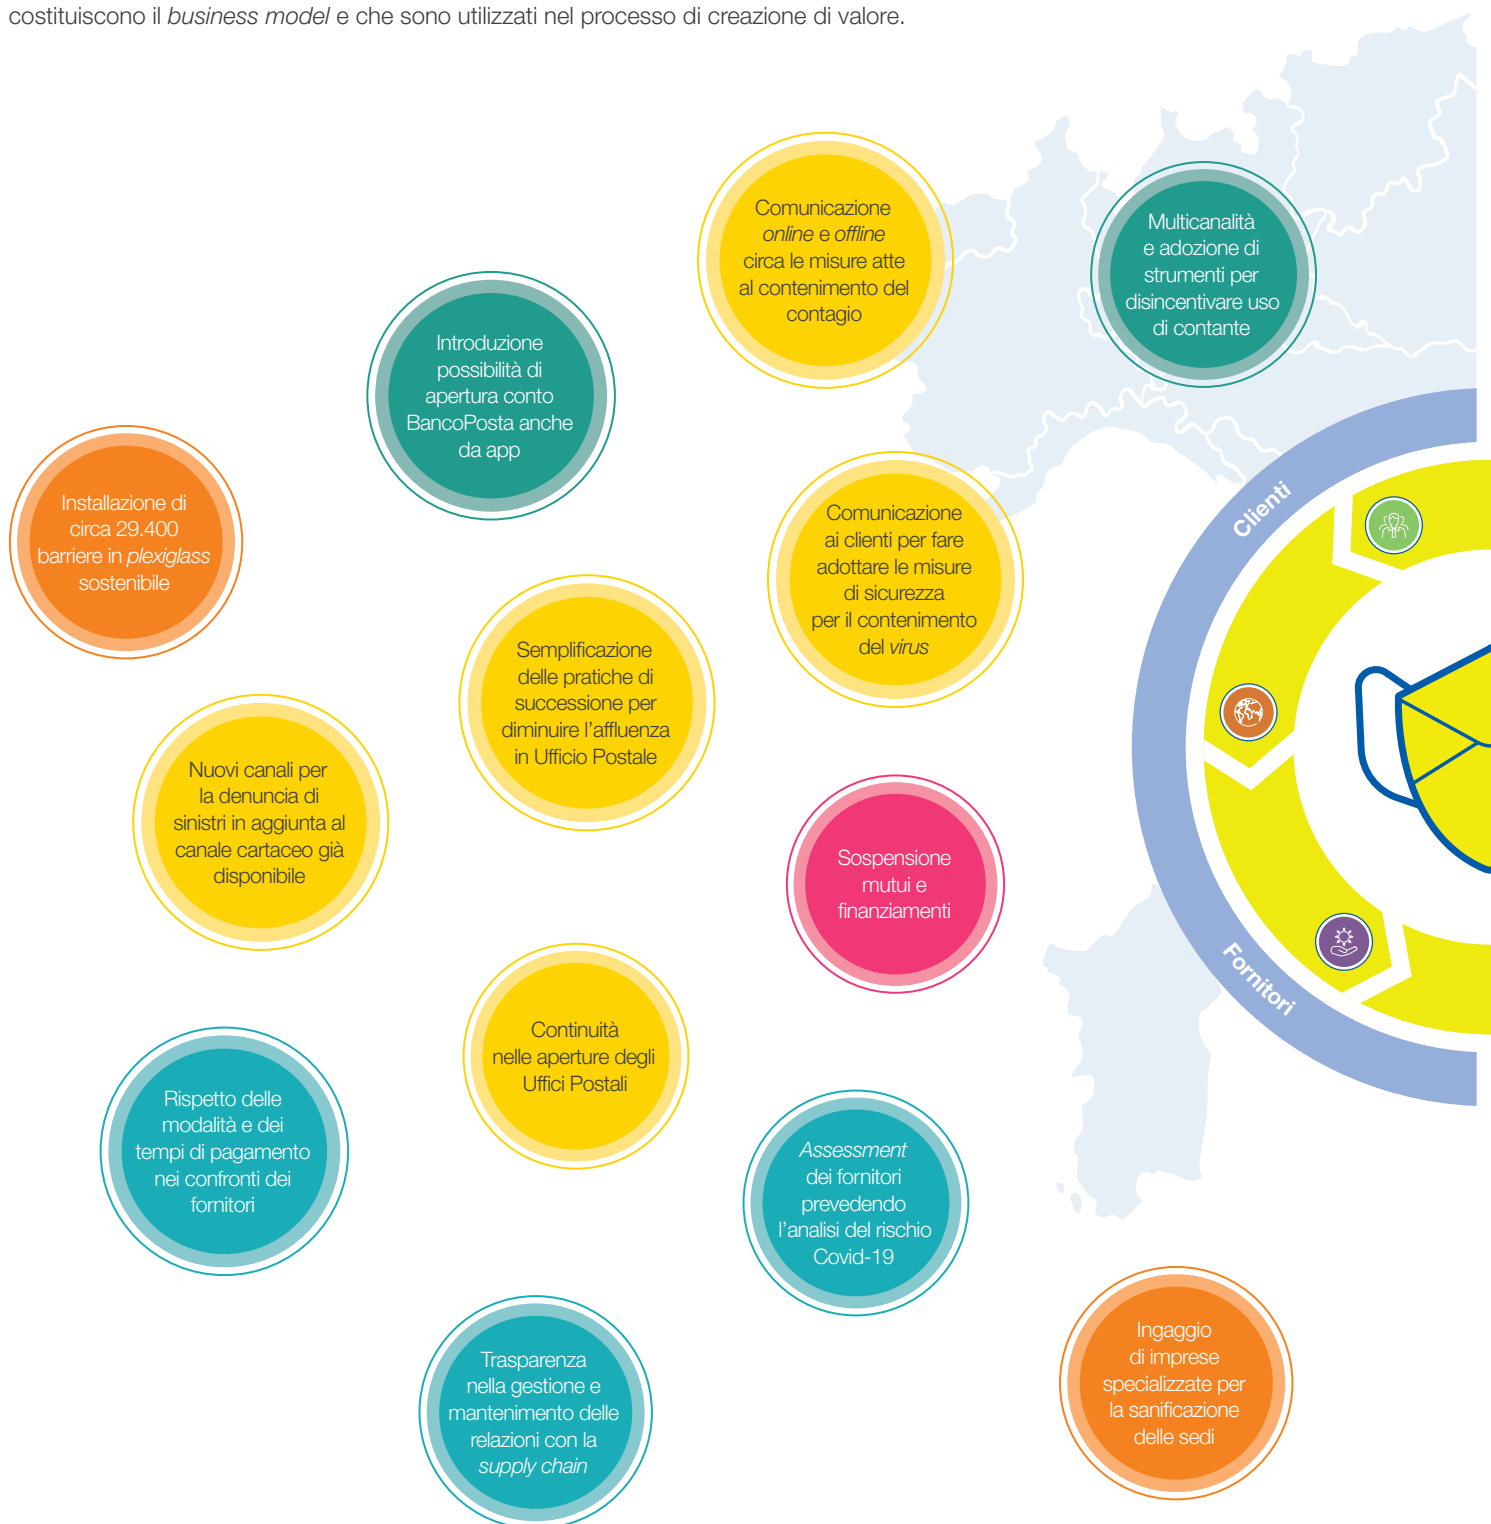 costituiscono il business model e che sono utilizzati nel processo di creazione di valore.
Comunicazione
online e offline
circa le misure atte
al contenimento del
contagio
Multicanalità
e adozione di
strumenti per
disincentivare uso
di contante
Introduzione
possibilità di
apertura conto
BancoPosta anche
da app
Installazione di
circa 29.400
barriere in plexiglass
sostenibile
Comunicazione
ai clienti per fare
adottare le misure
di sicurezza
per il contenimento
del virus
Clienti
Semplificazione
delle pratiche di
successione per
diminuire l'affluenza
in Ufficio Postale
Nuovi canali per
la denuncia di
sinistri in aggiunta al
canale cartaceo già
disponibile
Sospensione
mutui e
finanziamenti
Fornitori
Continuità
nelle aperture degli
Uffici Postali
Rispetto delle
modalità e dei
tempi di pagamento
nei confronti dei
fornitori
Assessment
dei fornitori
prevedendo
l'analisi del rischio
Covid-19
Trasparenza
nella gestione e
mantenimento delle
relazioni con la
supply chain
Ingaggio
di imprese
specializzate per
la sanificazione
delle sedi